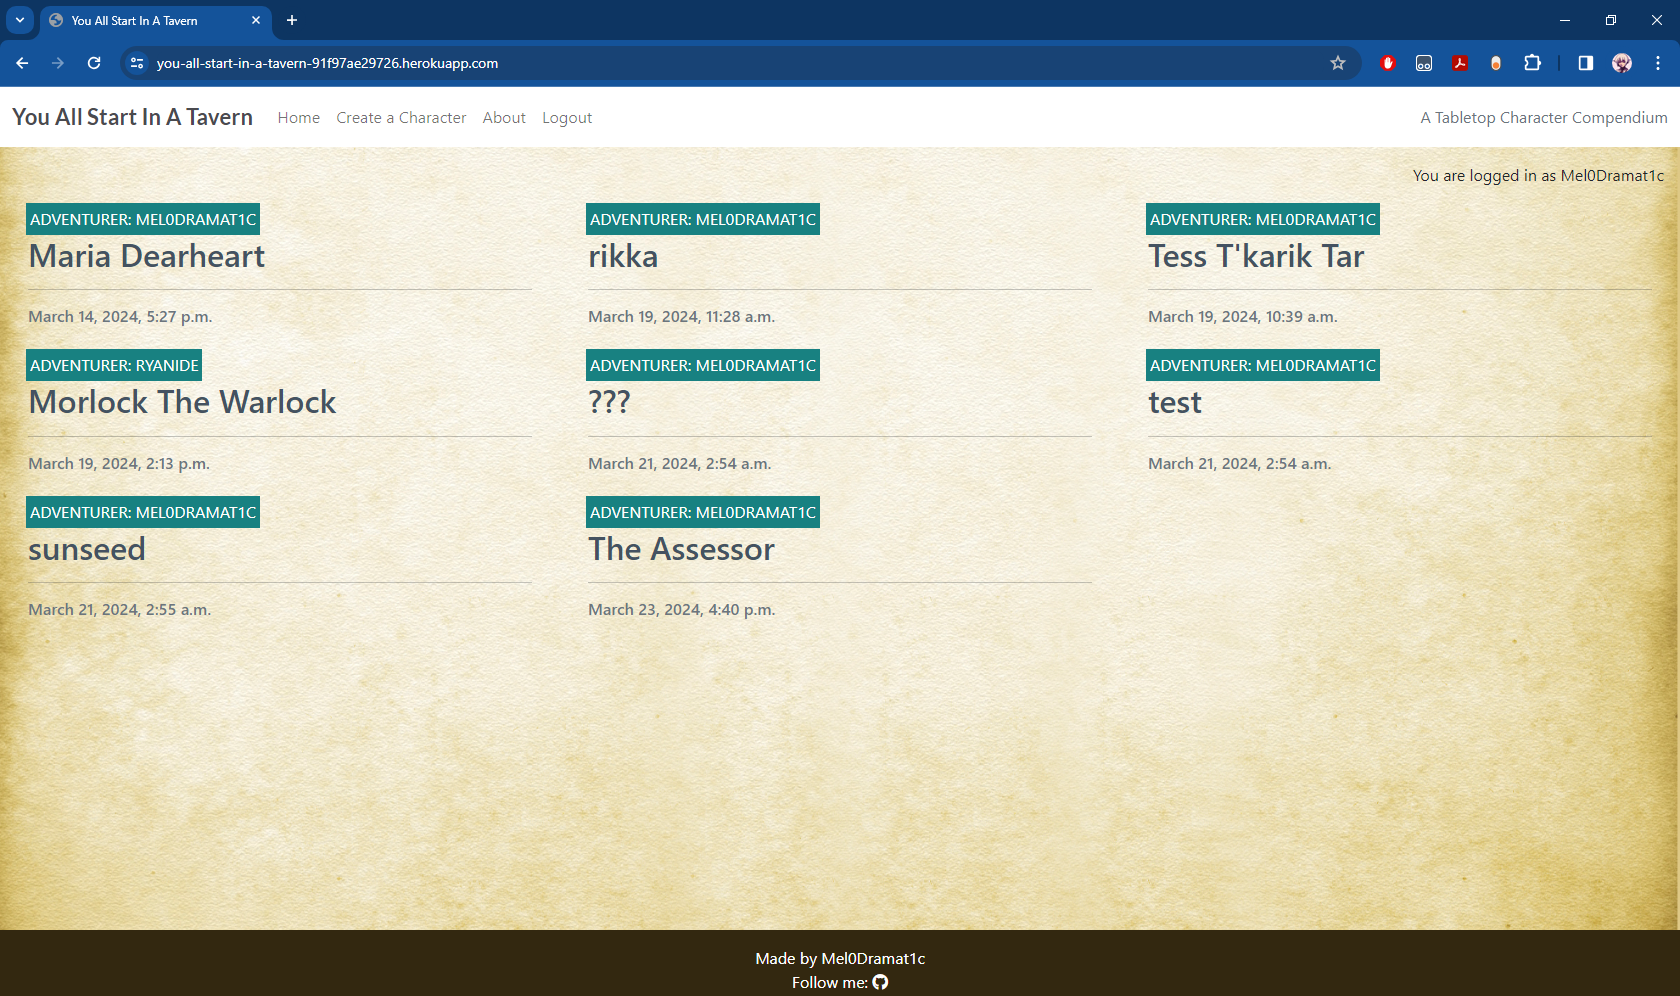 You All Start In A Tavern
you-all-start-in-a-tavern-91f97ae29726.herokuapp.com
You All Start In A Tavern Home Create a Character About Logout A Tabletop Character Compendium
You are logged in as Mel0Dramat1c
ADVENTURER: MEL0DRAMAT1C
Maria Dearheart
March 14, 2024, 5:27 p.m.
ADVENTURER: MEL0DRAMAT1C
rikka
March 19, 2024, 11:28 a.m.
ADVENTURER: MEL0DRAMAT1C
Tess T'karik Tar
March 19, 2024, 10:39 a.m.
ADVENTURER: RYANIDE
Morlock The Warlock
March 19, 2024, 2:13 p.m.
ADVENTURER: MEL0DRAMAT1C
???
March 21, 2024, 2:54 a.m.
ADVENTURER: MEL0DRAMAT1C
test
March 21, 2024, 2:54 a.m.
ADVENTURER: MEL0DRAMAT1C
sunseed
March 21, 2024, 2:55 a.m.
ADVENTURER: MEL0DRAMAT1C
The Assessor
March 23, 2024, 4:40 p.m.
Made by Mel0Dramat1c
Follow me: